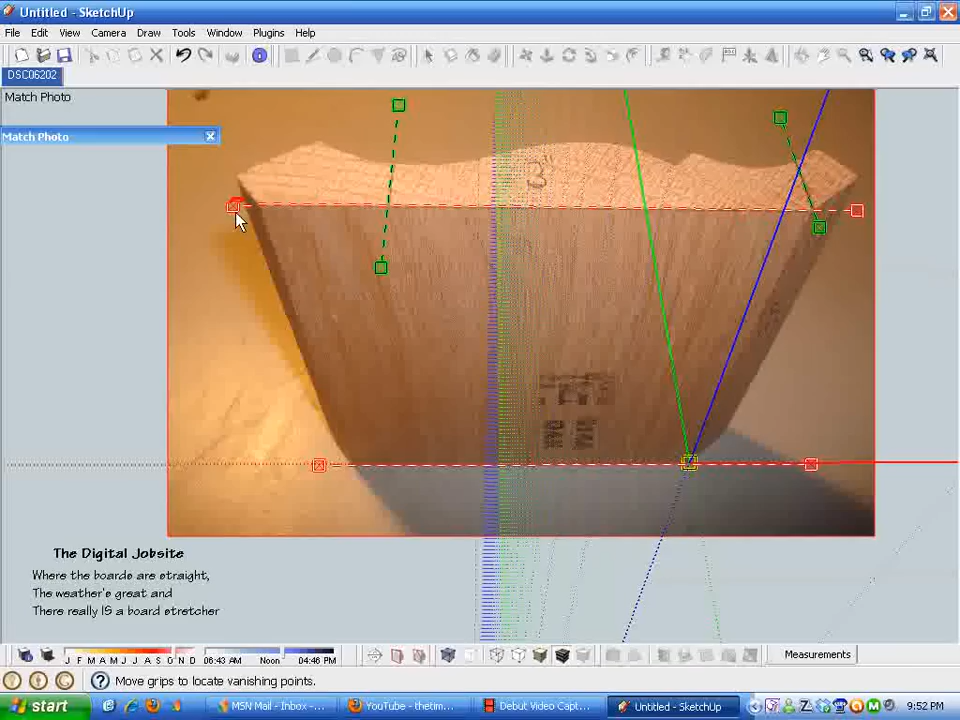 Untitled - SketchUp
File Edit View Camera Draw Tools Window Plugins Help
DSC06202
Match Photo
Match Photo
3"
The Digital Jobsite
Where the boards are straight,
The weather's great and
There really IS a board stretcher
J F M A M J J A S O N D 06:43 AM Noon 04:46 PM
Measurements
Move grips to locate vanishing points.
start MSN Mail - Inbox -... YouTube - thetim... Debut Video Capt... Untitled - SketchUp 9:52 PM